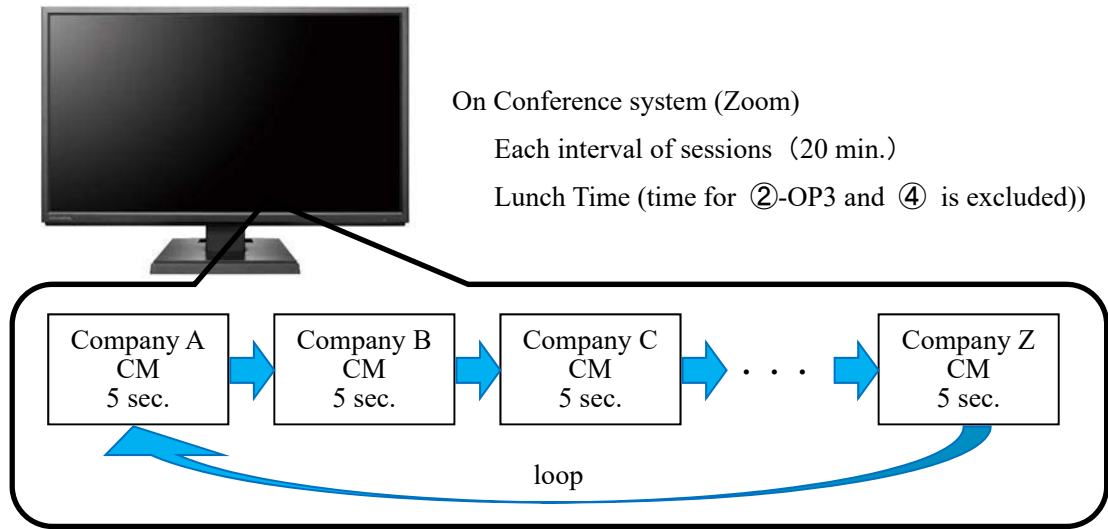 On Conference system (Zoom)
Each interval of sessions（20 min.）
Lunch Time (time for ②-OP3 and ④ is excluded))
Company A
CM
5 sec.
Company B
CM
5 sec.
Company C
CM
5 sec.
・・・
Company Z
CM
5 sec.
loop